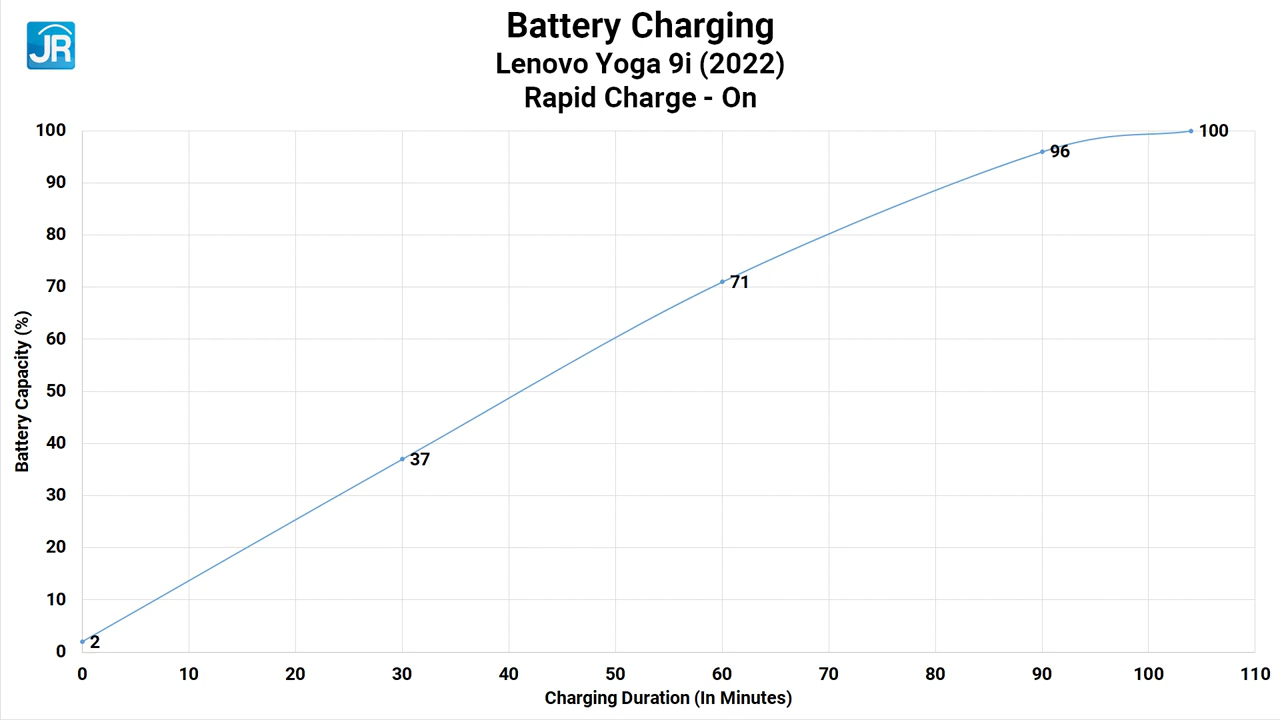 JR
Battery Charging
Lenovo Yoga 9i (2022)
Rapid Charge - On
100
90
80
70
60
50
40
30
20
10
0
Battery Capacity (%)
2
37
71
96
100
0 10 20 30 40 50 60 70 80 90 100 110
Charging Duration (In Minutes)